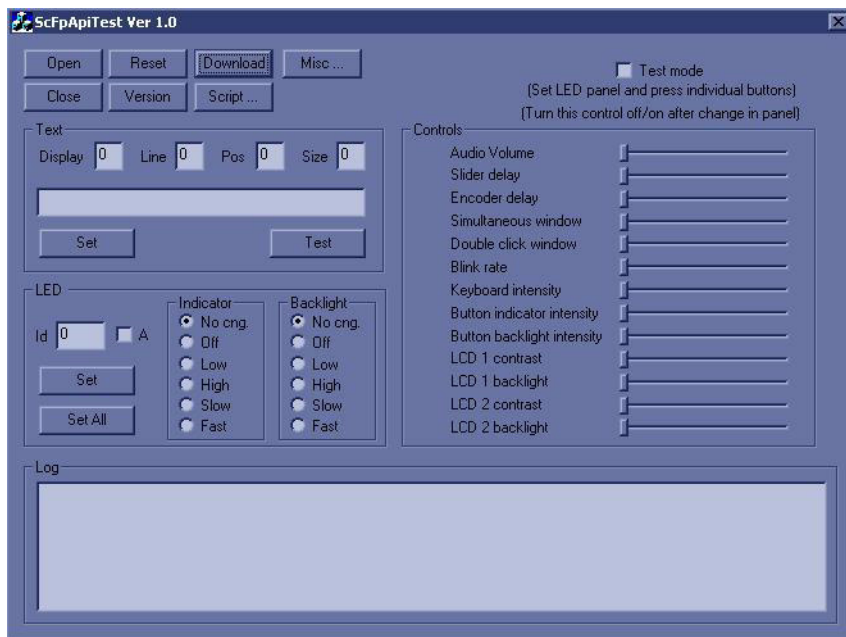 ScFpApiTest Ver 1.0
Open Reset Download Misc ...
Close Version Script ...
Test mode
(Set LED panel and press individual buttons)
(Turn this control off/on after change in panel)
Text
Display 0 Line 0 Pos 0 Size 0
Set Test
LED
Id 0 A
Set
Set All
Indicator
No cng.
Off
Low
High
Slow
Fast
Backlight
No cng.
Off
Low
High
Slow
Fast
Controls
Audio Volume
Slider delay
Encoder delay
Simultaneous window
Double click window
Blink rate
Keyboard intensity
Button indicator intensity
Button backlight intensity
LCD 1 contrast
LCD 1 backlight
LCD 2 contrast
LCD 2 backlight
Log